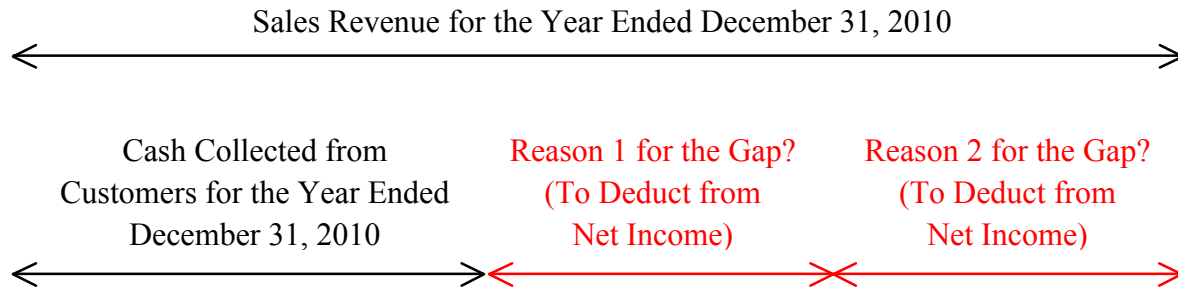 Sales Revenue for the Year Ended December 31, 2010
Cash Collected from
Customers for the Year Ended
December 31, 2010
Reason 1 for the Gap?
(To Deduct from
Net Income)
Reason 2 for the Gap?
(To Deduct from
Net Income)